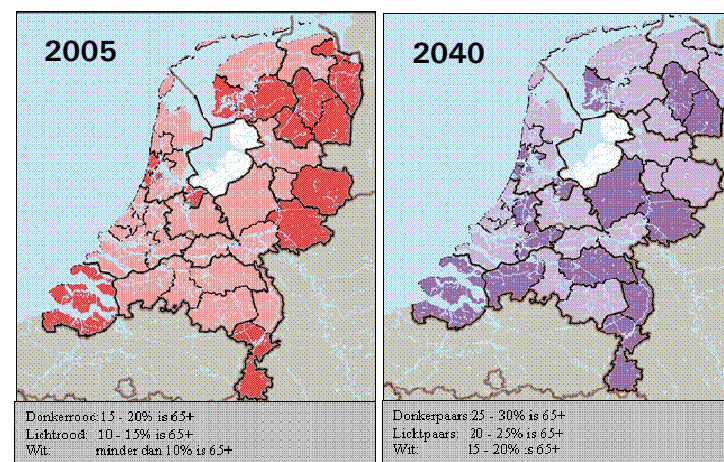 2005
Donkerrood: 15 - 20% is 65+
Lichtrood: 10 - 15% is 65+
Wit: minder dan 10% is 65+
2040
Donkerpaars: 25 - 30% is 65+
Licktpaars: 20 - 25% is 65+
Wit: 15 - 20% is 65+